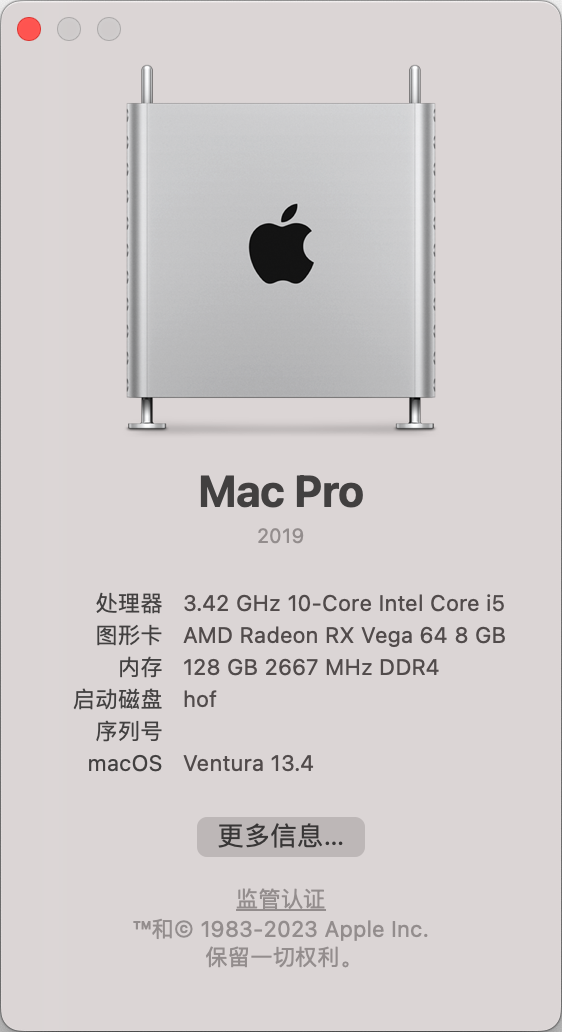 Mac Pro
2019
处理器 3.42 GHz 10-Core Intel Core i5
图形卡 AMD Radeon RX Vega 64 8 GB
内存 128 GB 2667 MHz DDR4
启动磁盘 hof
序列号
macOS Ventura 13.4
更多信息...
监管认证
™和© 1983-2023 Apple Inc.
保留一切权利。